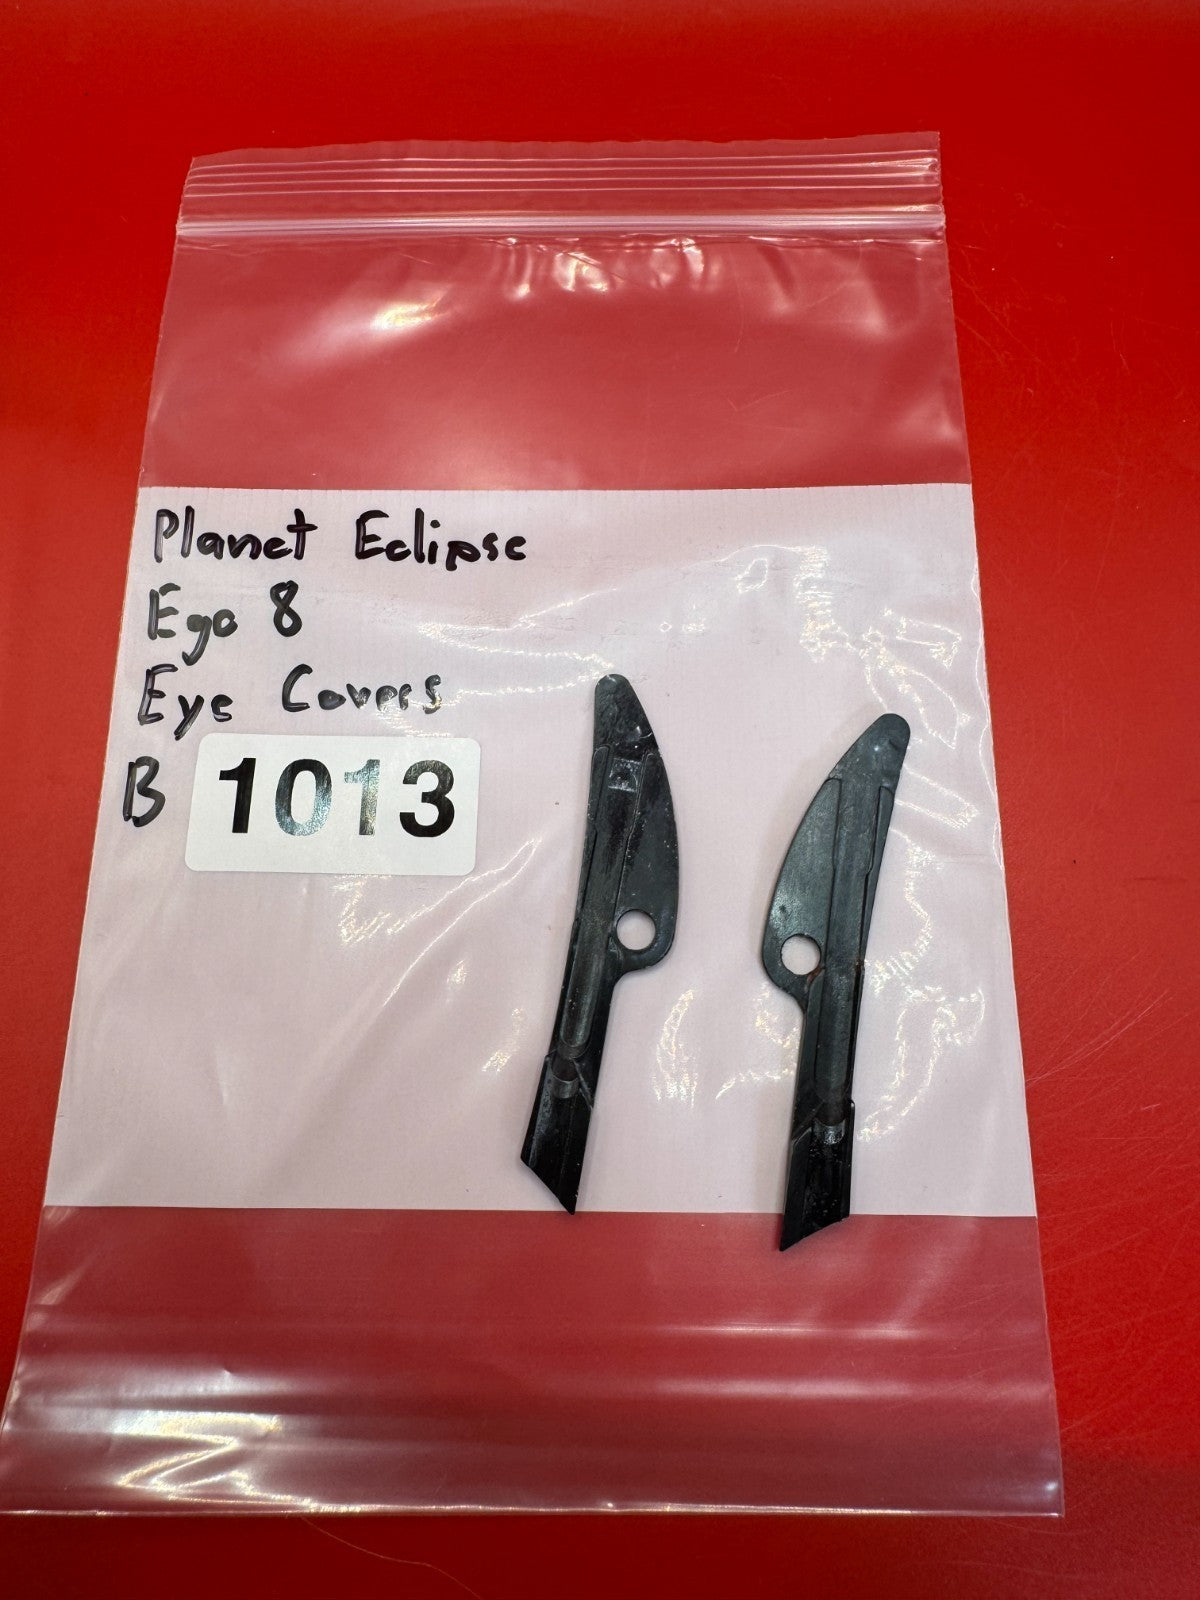 Planet Eclipse
Ego 8
Eye Covers
B 1013